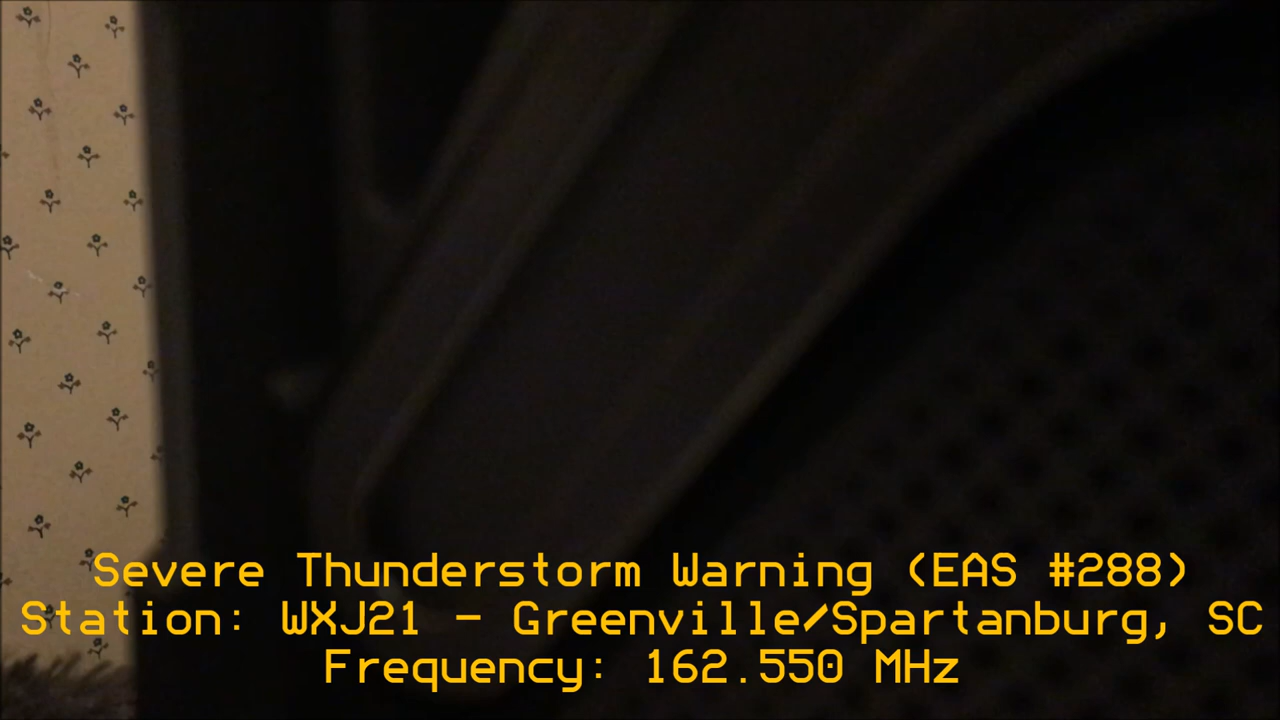 Severe Thunderstorm Warning (EAS #288)
Station: WXJ21 - Greenville/Spartanburg, SC
Frequency: 162.550 MHz